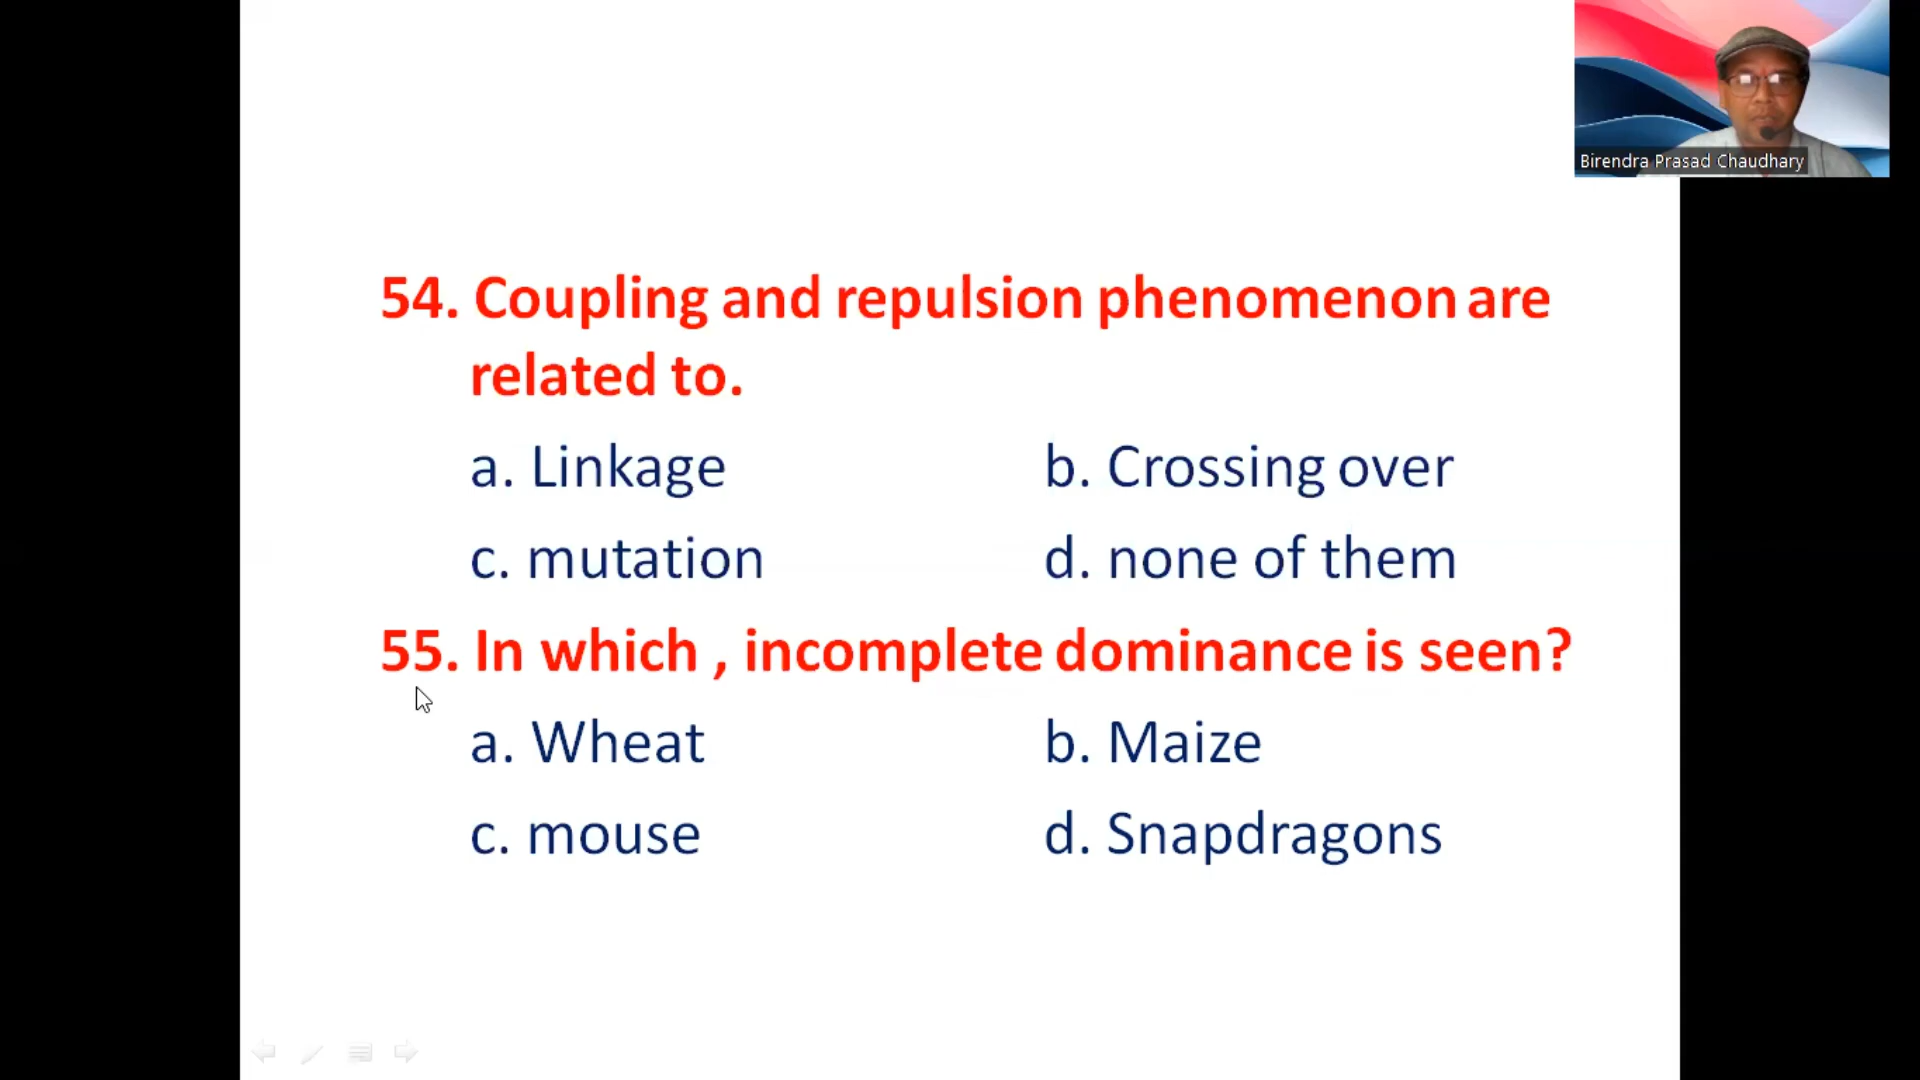 Birendra Prasad Chaudhary
54. Coupling and repulsion phenomenon are
related to.
a. Linkage b. Crossing over
c. mutation d. none of them
55. In which , incomplete dominance is seen?
a. Wheat b. Maize
c. mouse d. Snapdragons